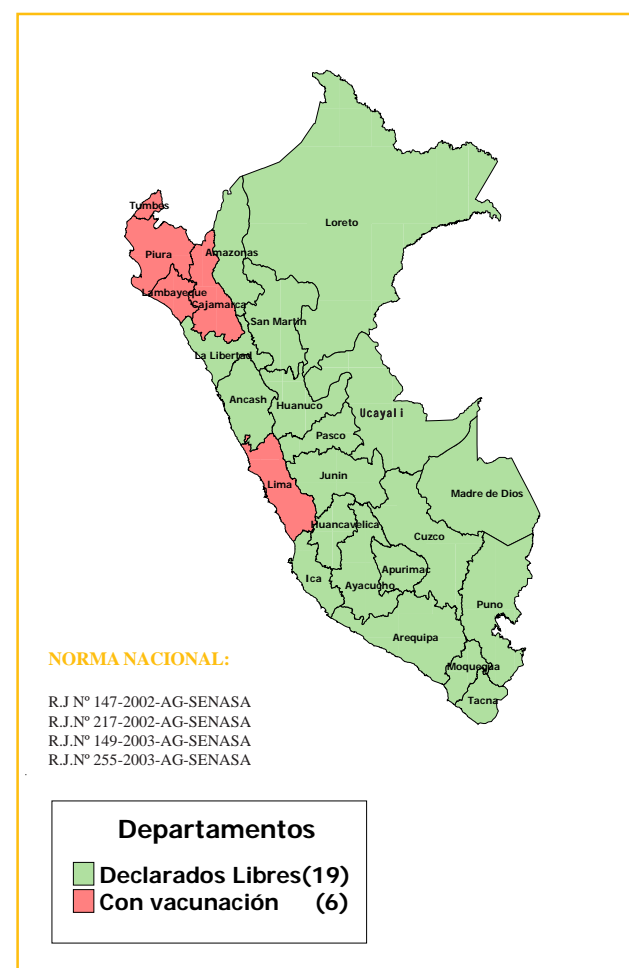 Tumbes
Loreto
Piura
Amazonas
Lambayeque
Cajamarca
San Martin
La Libertad
Ancash
Huanuco
Ucayali
Pasco
Junin
Lima
Madre de Dios
Huancavelica
Cuzco
Apurimac
Ica
Ayacucho
Puno
Arequipa
Moquegua
Tacna
NORMA NACIONAL:
R.J Nº 147-2002-AG-SENASA
R.J.Nº 217-2002-AG-SENASA
R.J.Nº 149-2003-AG-SENASA
R.J.Nº 255-2003-AG-SENASA
Departamentos
Declarados Libres(19)
Con vacunación (6)